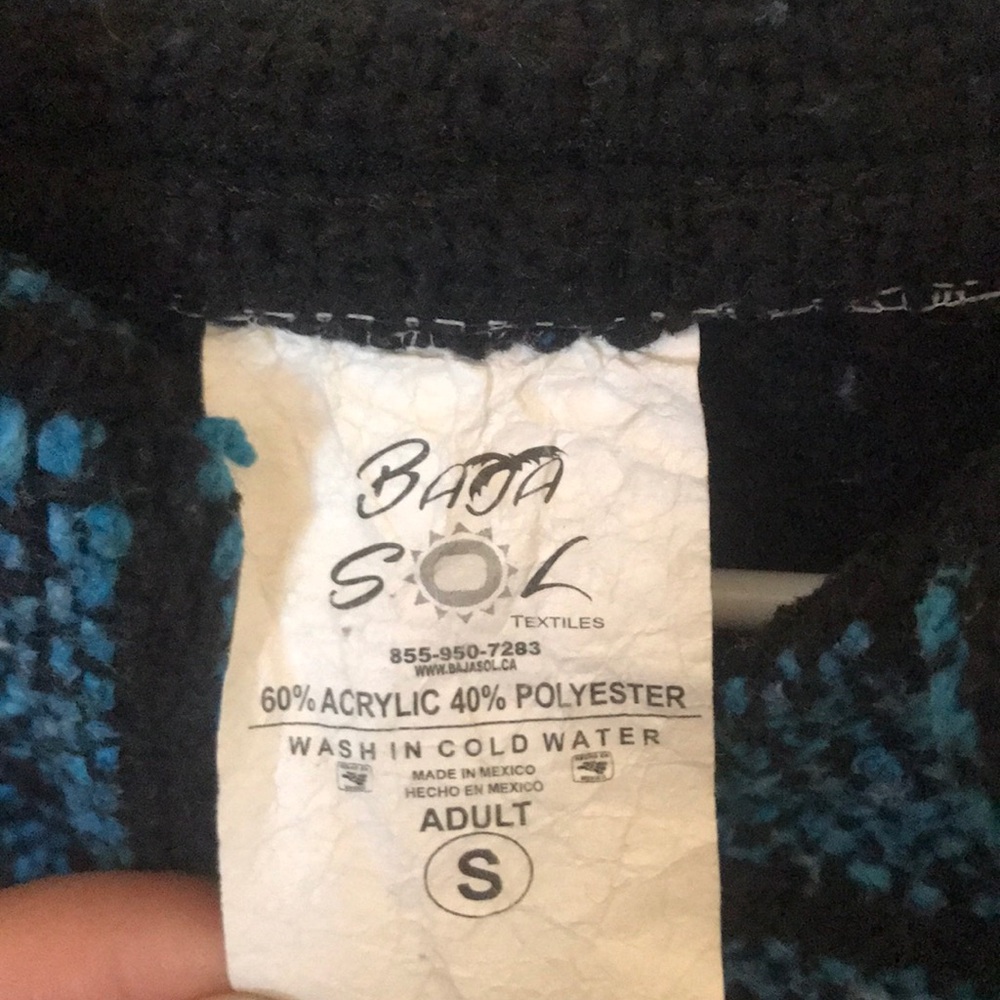 BAJA
SOL
TEXTILES
855-950-7283
WWW.BAJASOL.CA
60% ACRYLIC 40% POLYESTER
WASH IN COLD WATER
MADE IN MEXICO
HECHO EN MEXICO
ADULT
S